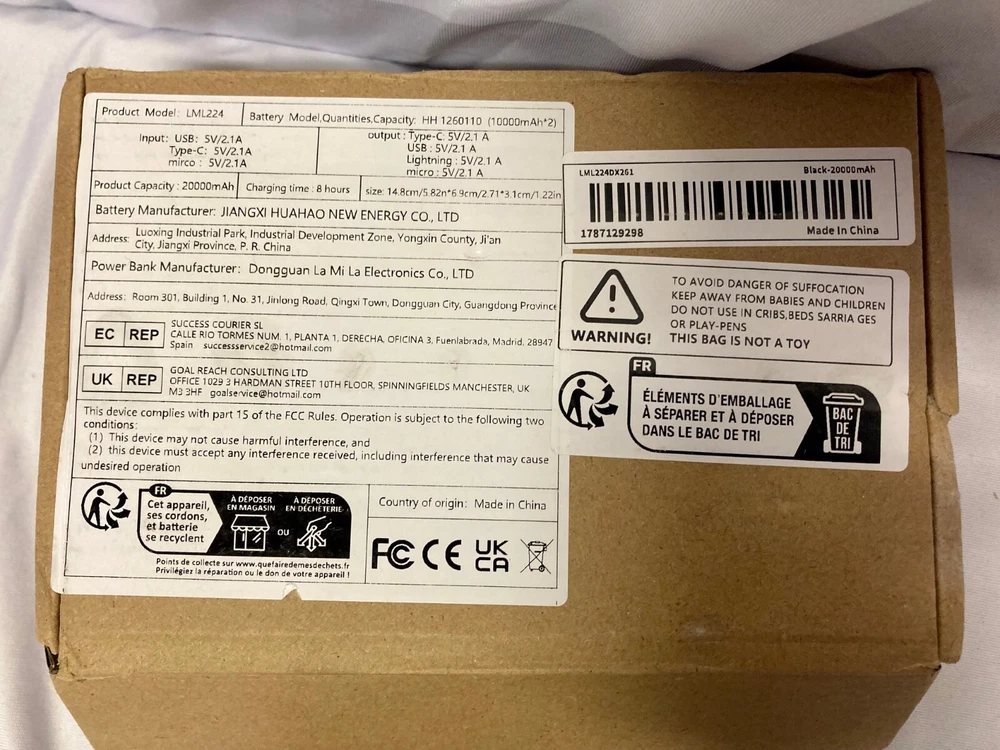 Product Model: LML224
Battery Model,Quantities,Capacity: HH 1260110 (10000mAh*2)
Input: USB: 5V/2.1A
Type-C: 5V/2.1A
mirco : 5V/2.1A
output : Type-C: 5V/2.1 A
USB : 5V/2.1 A
Lightning : 5V/2.1 A
micro : 5V/2.1 A
Product Capacity : 20000mAh
Charging time : 8 hours
size: 14.8cm/5.82in*6.9cm/2.71*3.1cm/1.22in
Battery Manufacturer: JIANGXI HUAHAO NEW ENERGY CO., LTD
Address: Luoxing Industrial Park, Industrial Development Zone, Yongxin County, Ji'an
City, Jiangxi Province, P. R. China
Power Bank Manufacturer: Dongguan La Mi La Electronics Co., LTD
Address: Room 301, Building 1, No. 31, Jinlong Road, Qingxi Town, Dongguan City, Guangdong Province
EC REP
SUCCESS COURIER SL
CALLE RIO TORMES NUM. 1, PLANTA 1, DERECHA, OFICINA 3, Fuenlabrada, Madrid. 28947
Spain successservice2@hotmail.com
UK REP
GOAL REACH CONSULTING LTD
OFFICE 1029 3 HARDMAN STREET 10TH FLOOR, SPINNINGFIELDS MANCHESTER, UK
M3 3HF goalservice@hotmail.com
This device complies with part 15 of the FCC Rules. Operation is subject to the following two
conditions:
(1) This device may not cause harmful interference, and
(2) this device must accept any interference received, including interference that may cause
undesired operation
FR
Cet appareil,
ses cordons,
et batterie
se recyclent
À DÉPOSER
EN MAGASIN
OU
À DÉPOSER
EN DÉCHÈTERIE
Points de collecte sur www.quefairedemesdechets.fr
Privilégiez la réparation ou le don de votre appareil !
Country of origin: Made in China
FC CE UK
CA
LML224DX261
Black-20000mAh
1787129298
Made In China
WARNING!
TO AVOID DANGER OF SUFFOCATION
KEEP AWAY FROM BABIES AND CHILDREN
DO NOT USE IN CRIBS,BEDS SARRIA GES
OR PLAY-PENS
THIS BAG IS NOT A TOY
FR
ÉLÉMENTS D'EMBALLAGE
À SÉPARER ET À DÉPOSER
DANS LE BAC DE TRI
BAC
DE
TRI